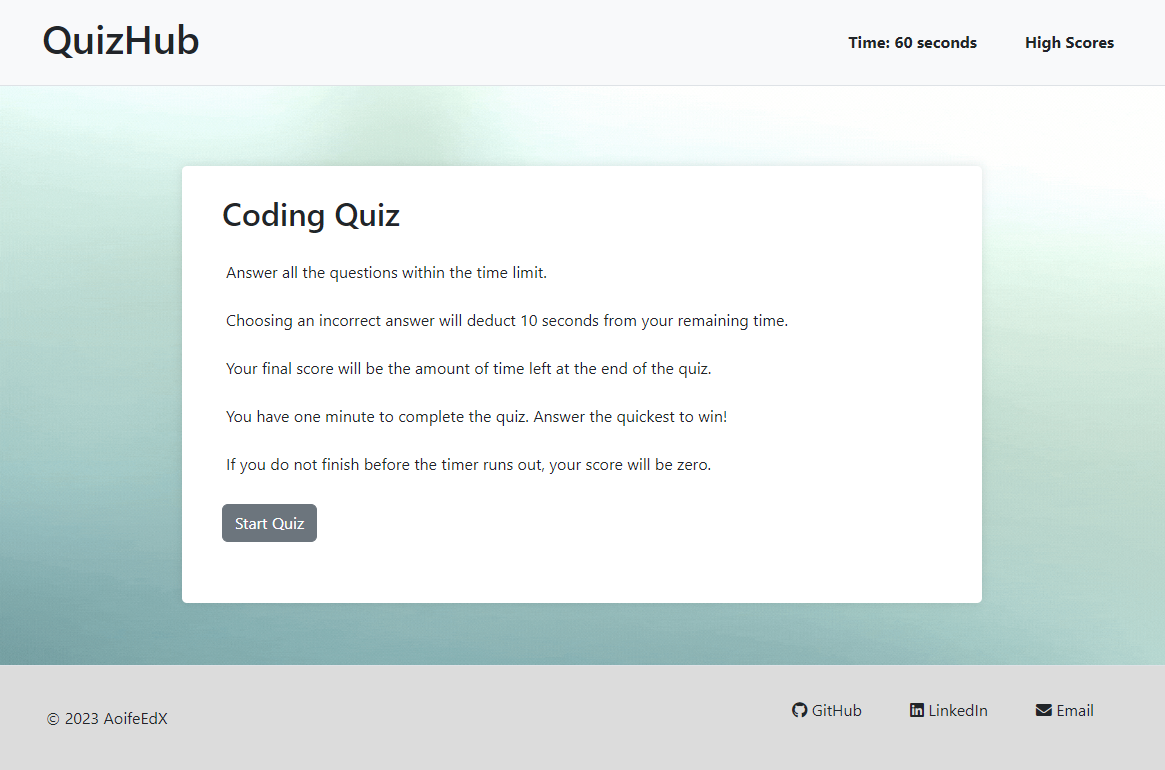 QuizHub
Time: 60 seconds
High Scores
Coding Quiz
Answer all the questions within the time limit.
Choosing an incorrect answer will deduct 10 seconds from your remaining time.
Your final score will be the amount of time left at the end of the quiz.
You have one minute to complete the quiz. Answer the quickest to win!
If you do not finish before the timer runs out, your score will be zero.
Start Quiz
© 2023 AoifeEdX
GitHub
LinkedIn
Email